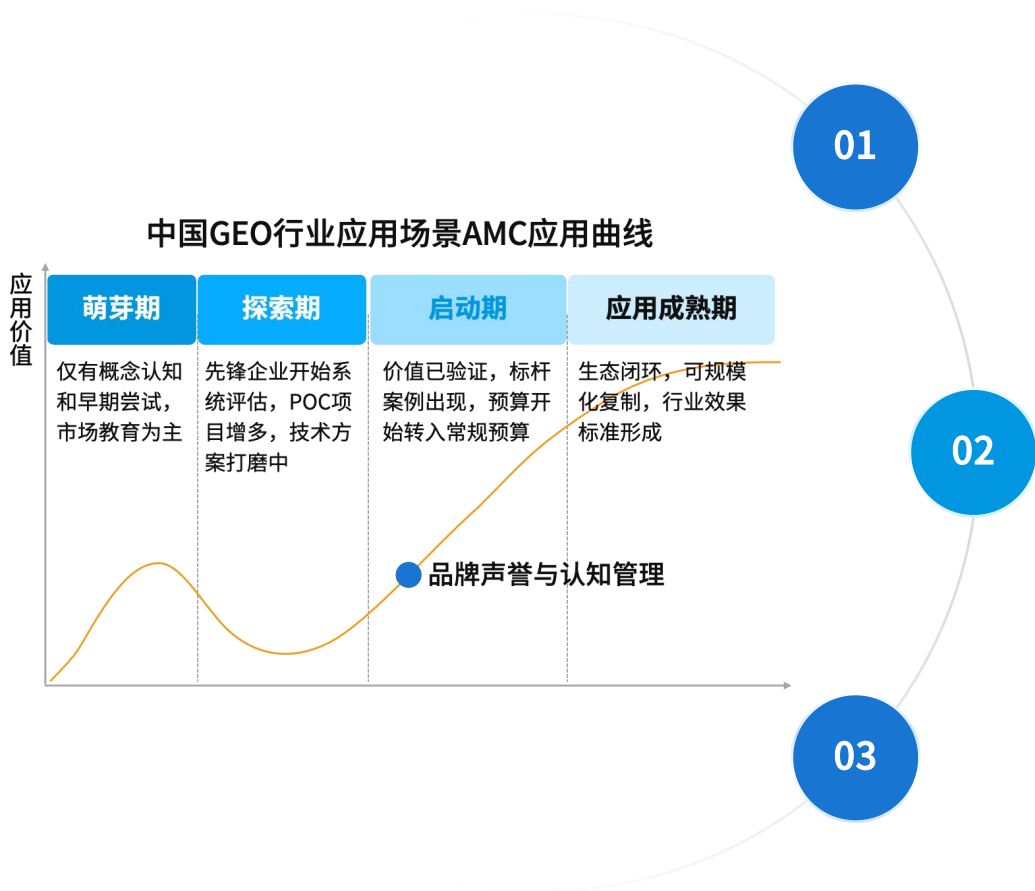 中国GEO行业应用场景AMC应用曲线
应用价值
萌芽期
仅有概念认知
和早期尝试，
市场教育为主
探索期
先锋企业开始系
统评估，POC项
目增多，技术方
案打磨中
启动期
价值已验证，标杆
案例出现，预算开
始转入常规预算
应用成熟期
生态闭环，可规模
化复制，行业效果
标准形成
品牌声誉与认知管理
01
02
03